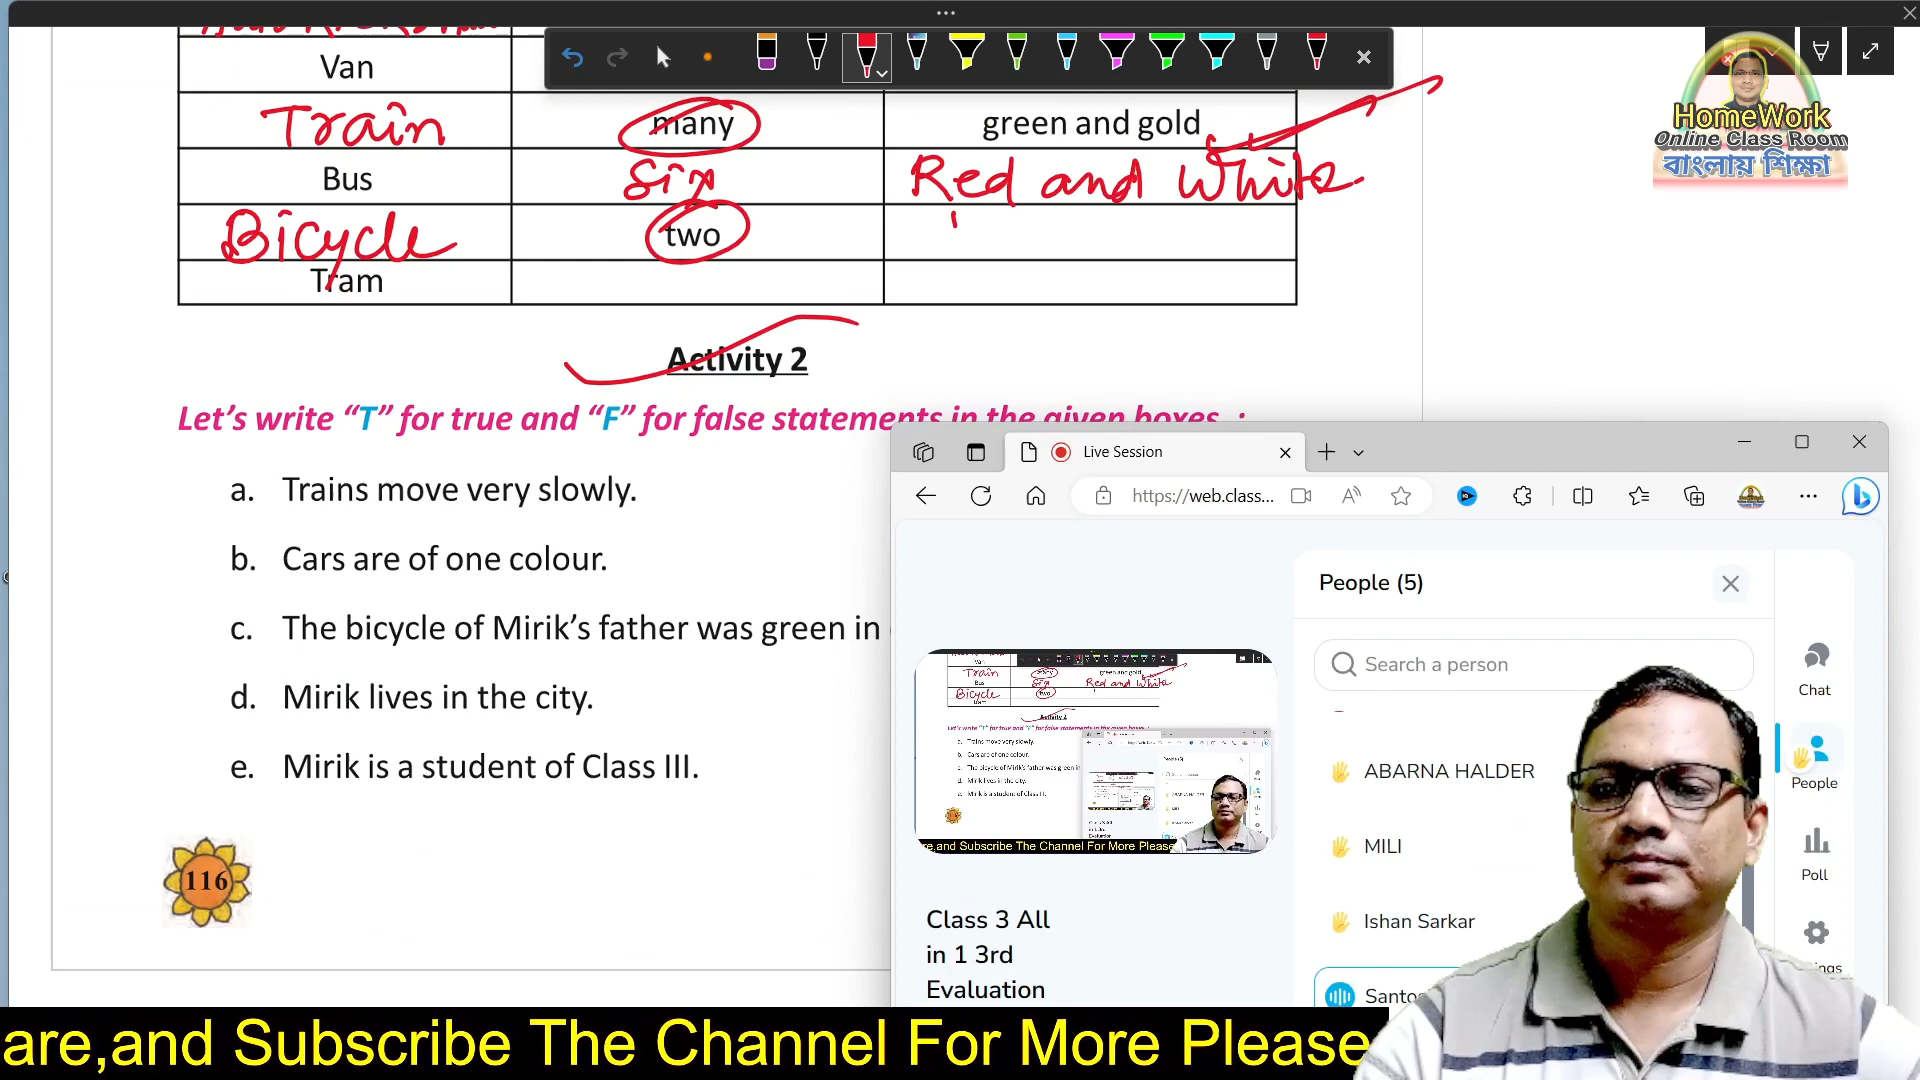 Van
Train many green and gold
Bus Six Red and White
Bicycle two
Tram
Activity 2
Let's write “T” for true and “F” for false statements in the given boxes :
a. Trains move very slowly.
b. Cars are of one colour.
c. The bicycle of Mirik's father was green in
d. Mirik lives in the city.
e. Mirik is a student of Class III.
116
HomeWork
Online Class Room
বাংলায় শিক্ষা
Live Session
https://web.class...
People (5)
Search a person
ABARNA HALDER
MILI
Ishan Sarkar
Santos
Chat
People
Poll
Class 3 All
in 1 3rd
Evaluation
are,and Subscribe The Channel For More Please